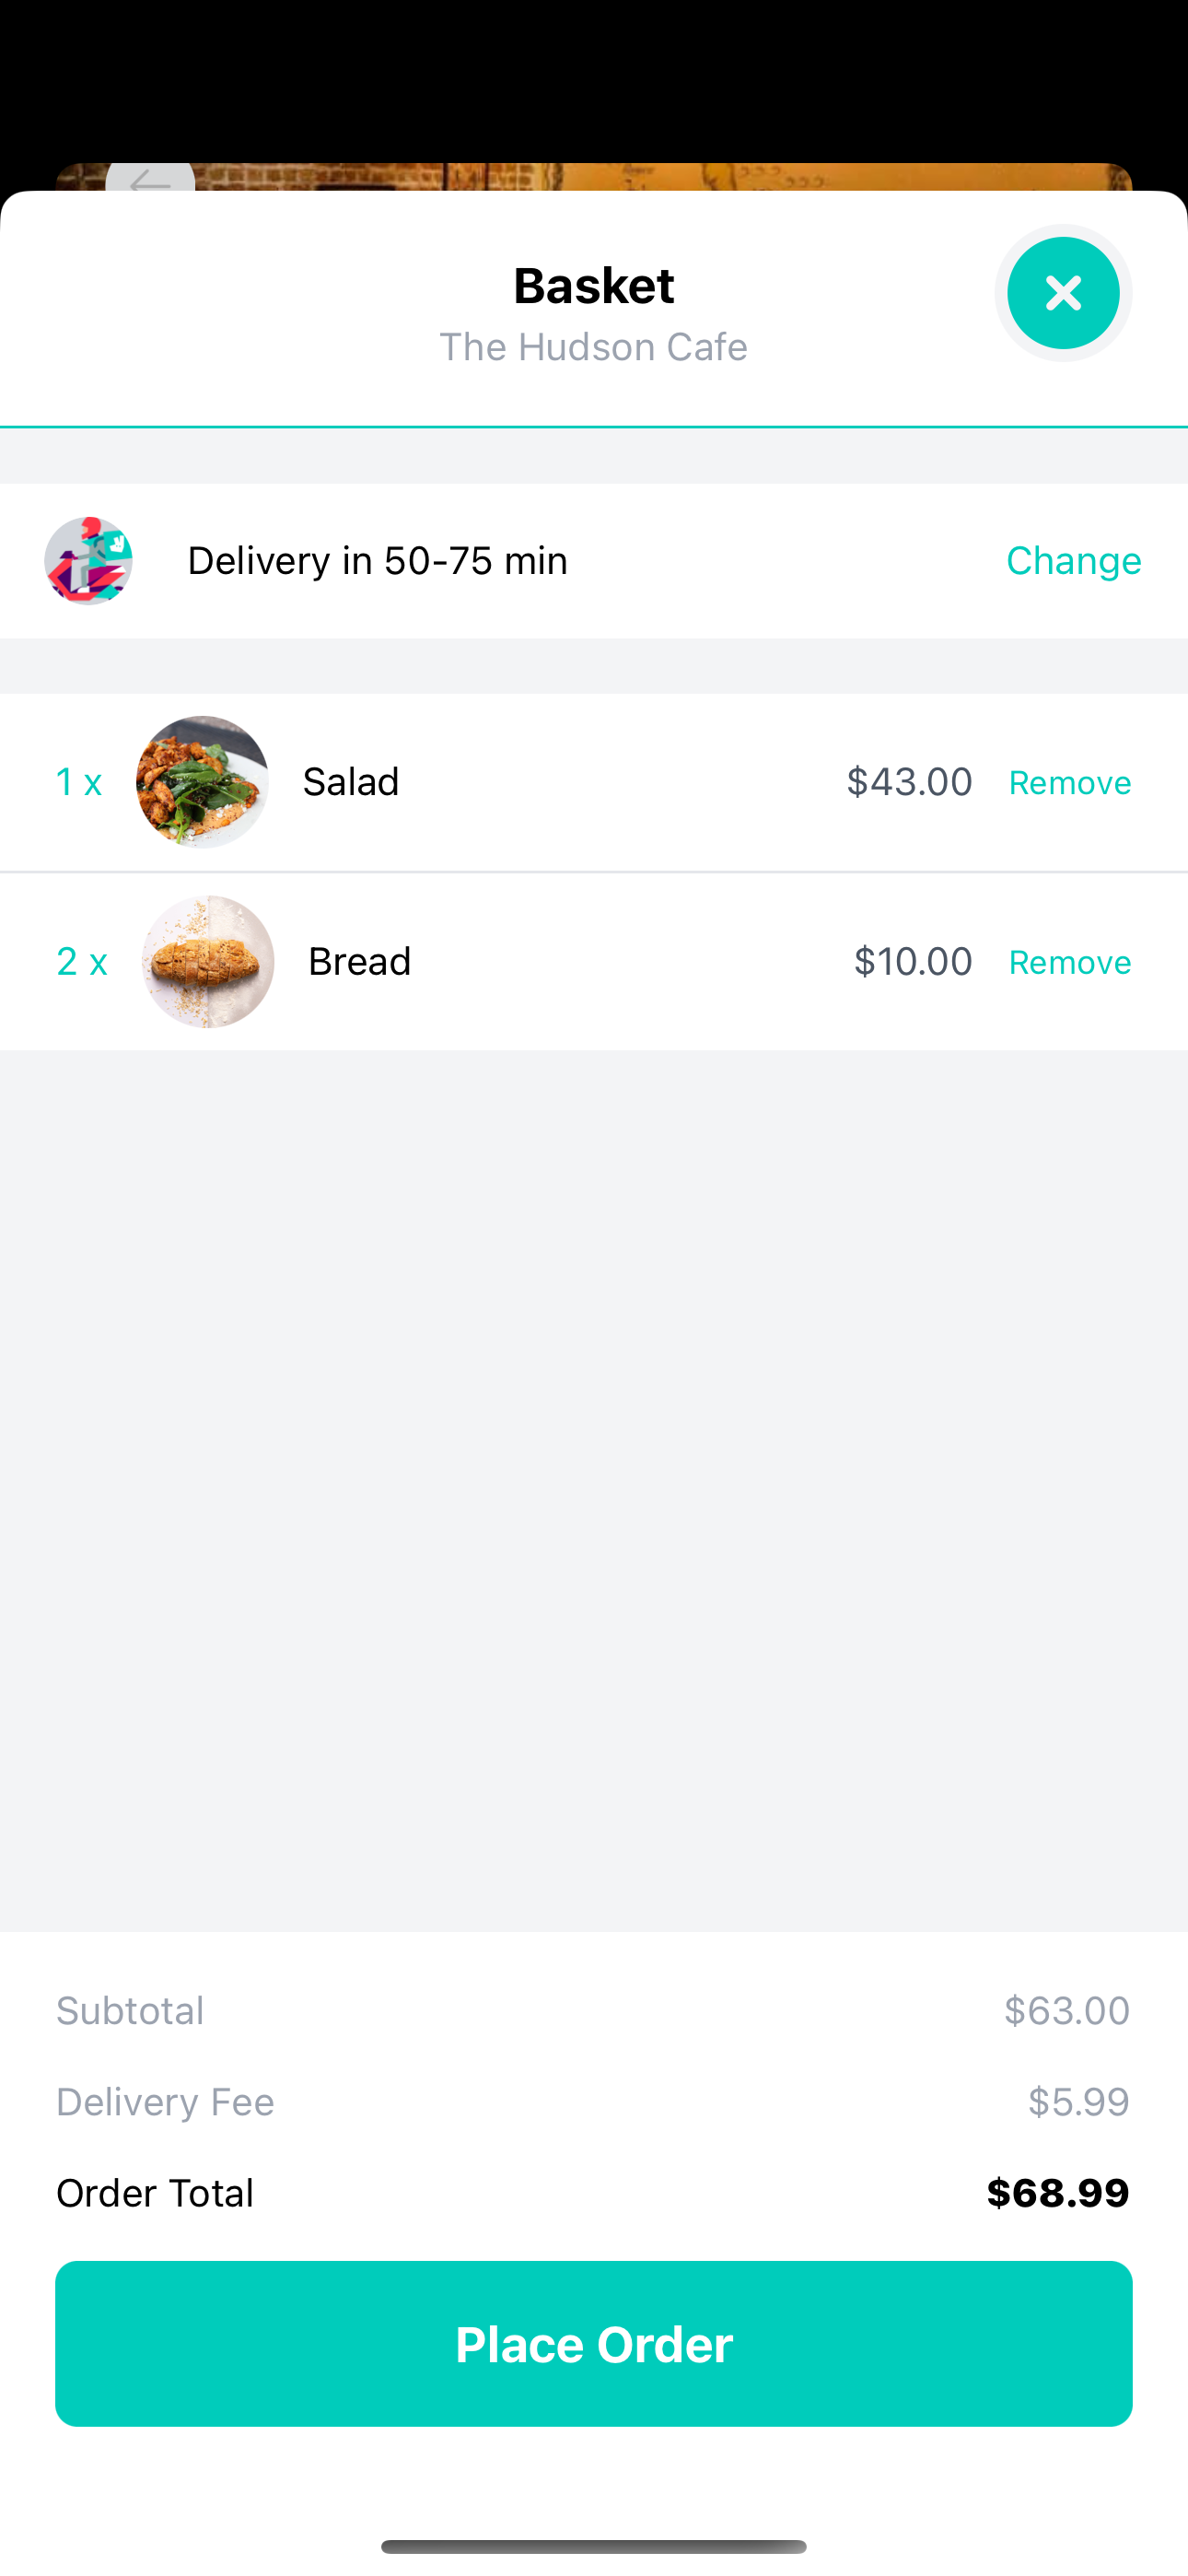 Basket
The Hudson Cafe
Delivery in 50-75 min Change
1 x Salad $43.00 Remove
2 x Bread $10.00 Remove
Subtotal $63.00
Delivery Fee $5.99
Order Total $68.99
Place Order